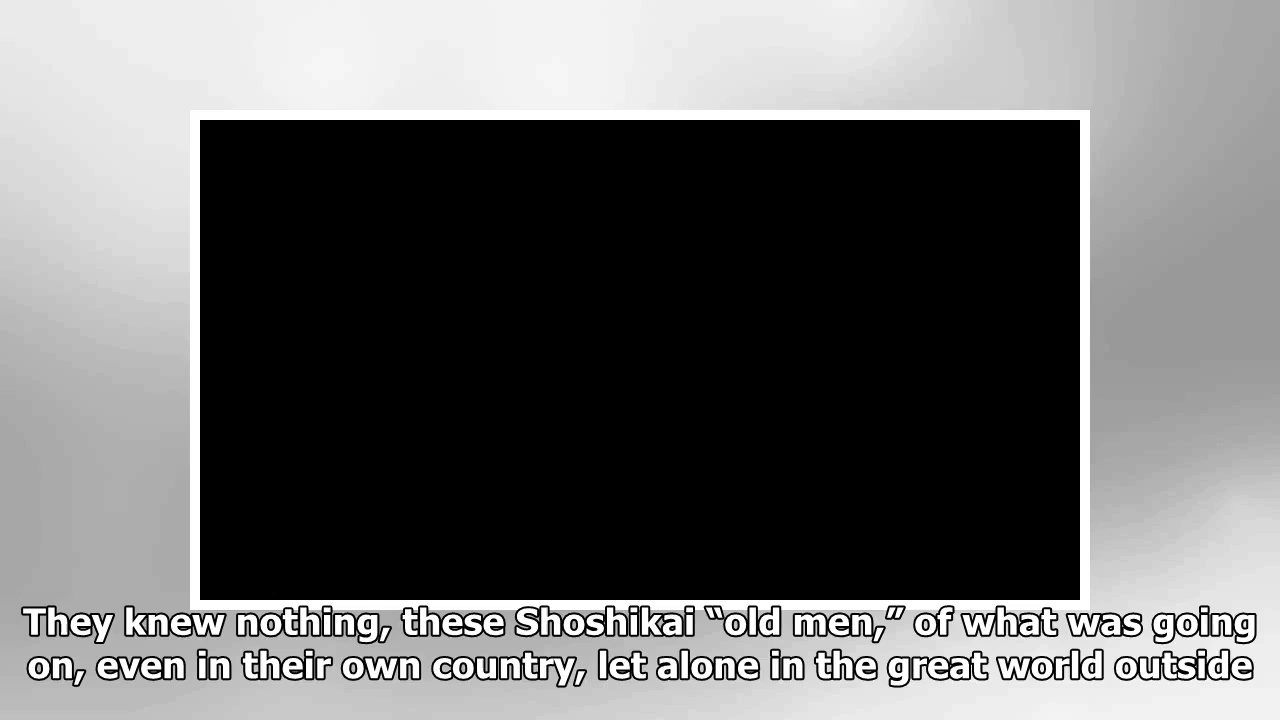 They knew nothing, these Shoshikai “old men,” of what was going
on, even in their own country, let alone in the great world outside